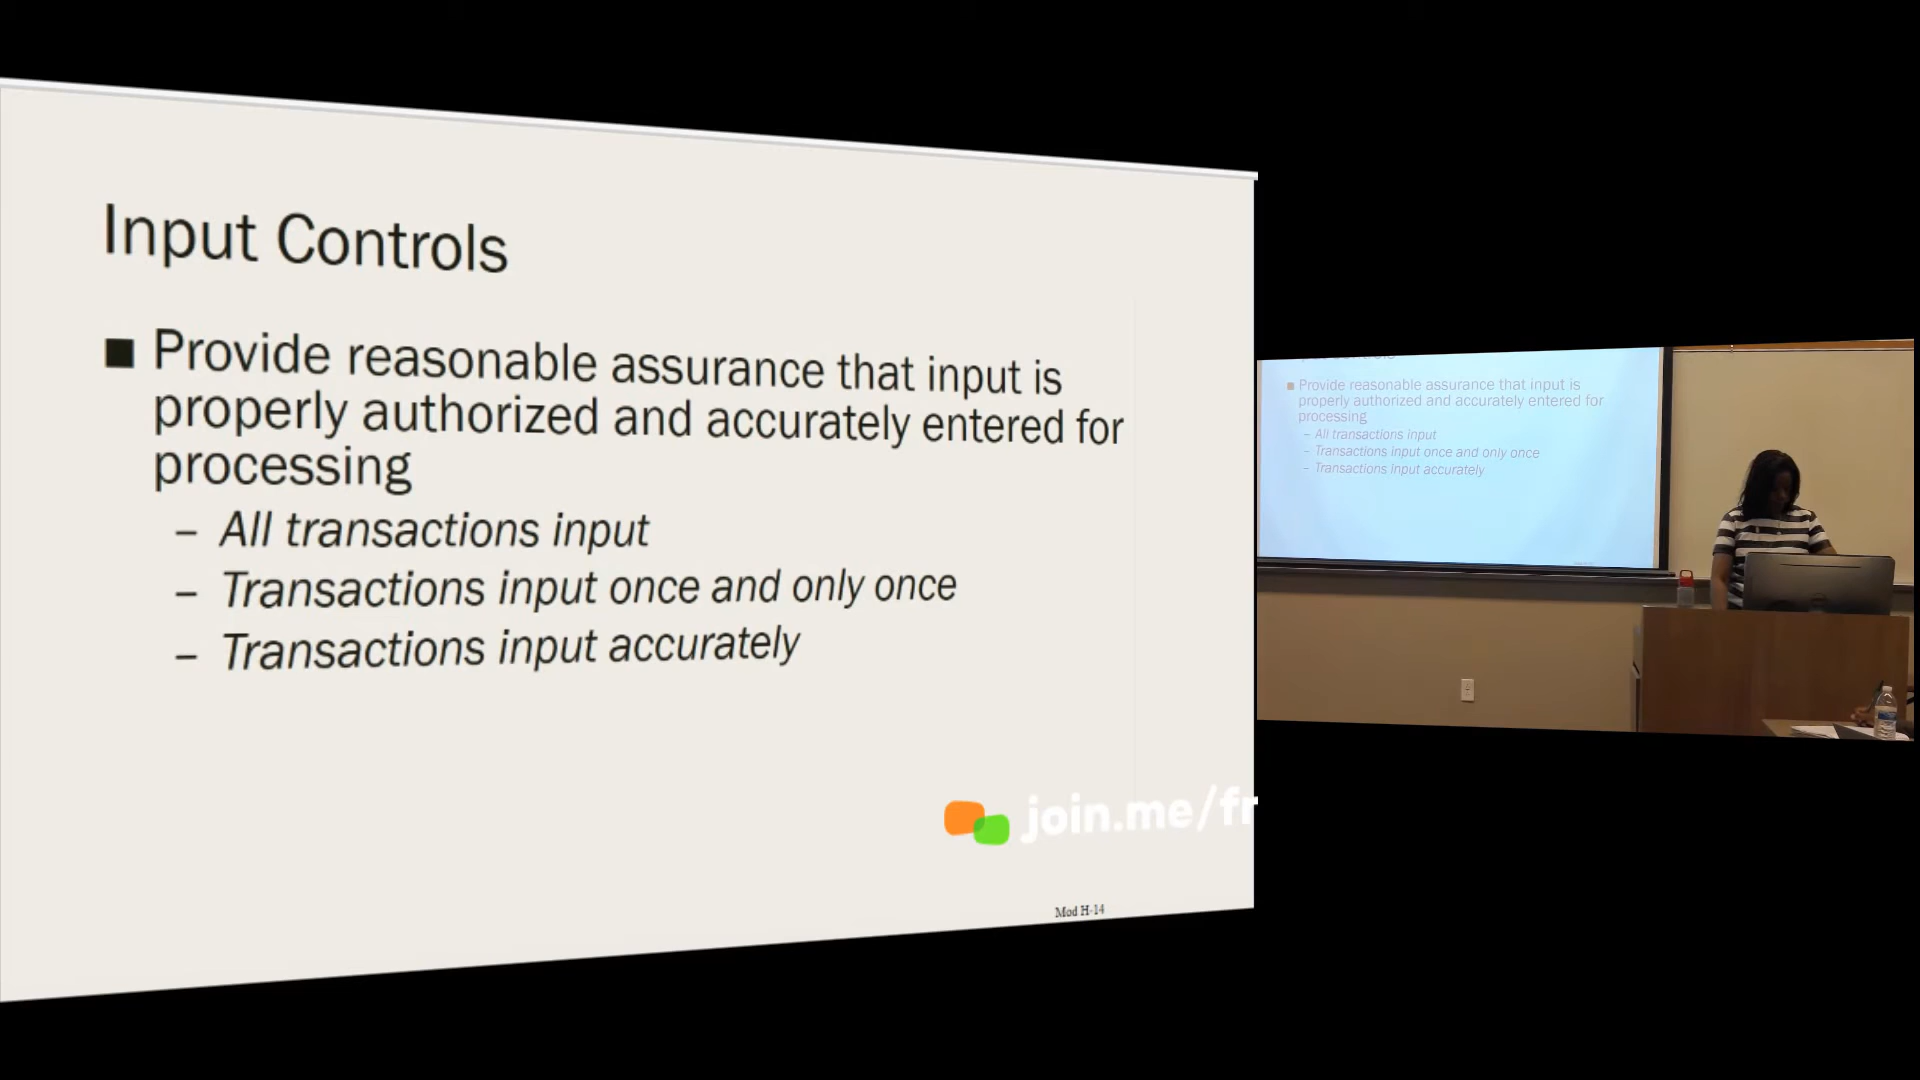 Input Controls
■ Provide reasonable assurance that input is
properly authorized and accurately entered for
processing
– All transactions input
– Transactions input once and only once
– Transactions input accurately
join.me/fr
Mod H-14
Provide reasonable assurance that input is
properly authorized and accurately entered for
processing
– All transactions input
– Transactions input once and only once
– Transactions input accurately